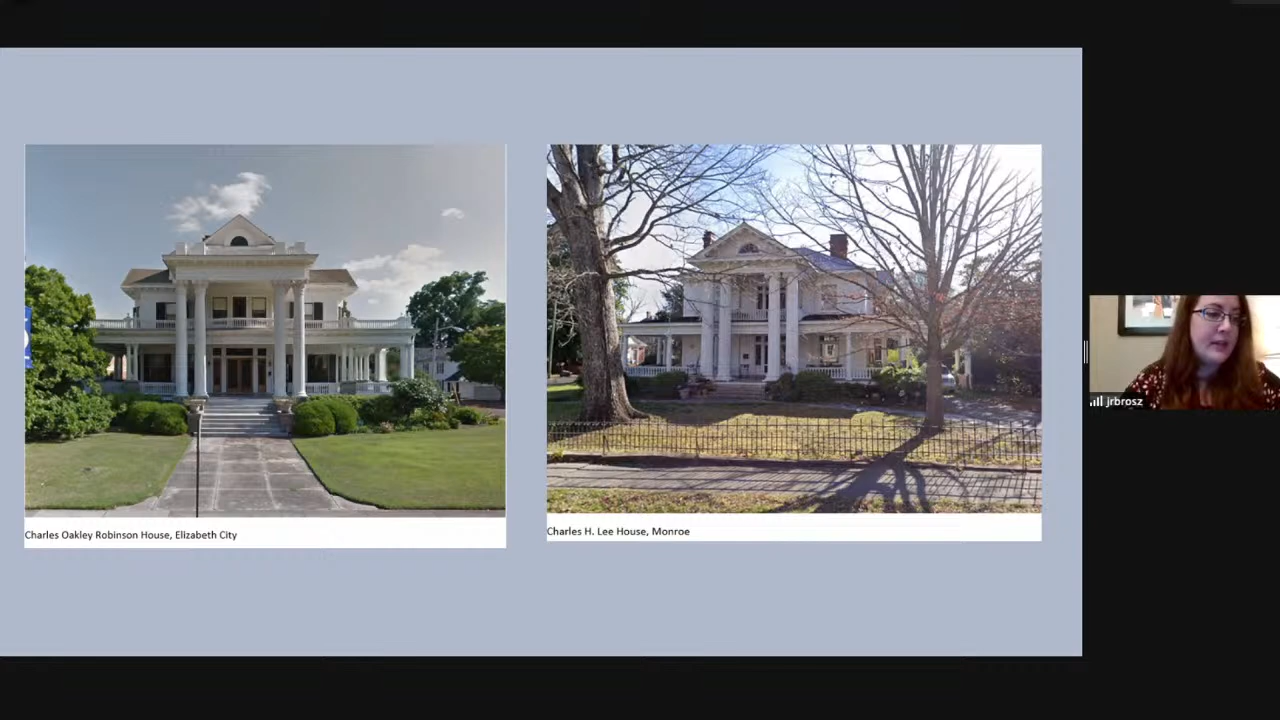 Charles Oakley Robinson House, Elizabeth City
Charles H. Lee House, Monroe
jrbrosz